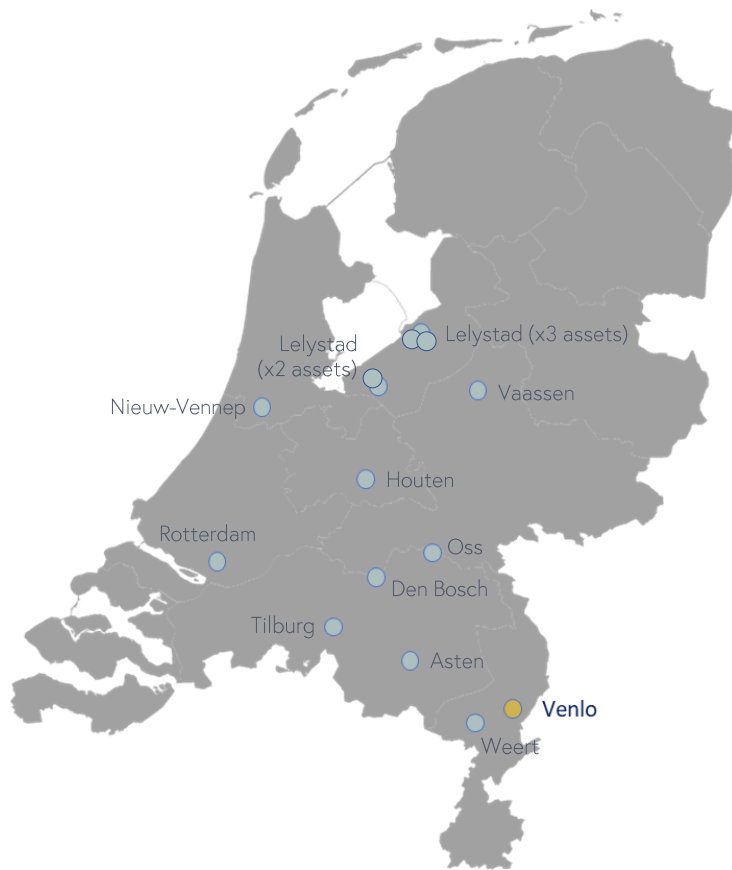 Lelystad (x3 assets)
Lelystad
(x2 assets)
Vaassen
Nieuw-Vennep
Houten
Rotterdam
Oss
Den Bosch
Tilburg
Asten
Venlo
Weert